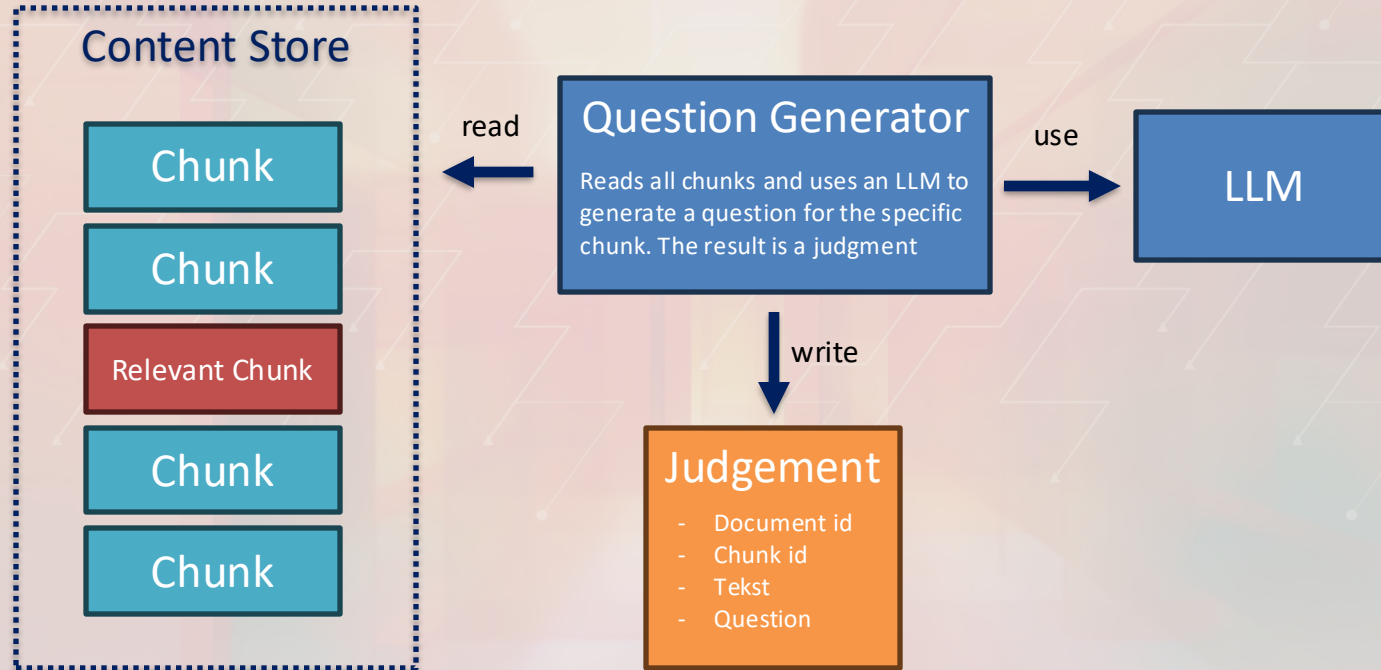 Content Store
Chunk
Chunk
Relevant Chunk
Chunk
Chunk
read
Question Generator
Reads all chunks and uses an LLM to
generate a question for the specific
chunk. The result is a judgment
use
LLM
write
Judgement
- Document id
- Chunk id
- Tekst
- Question